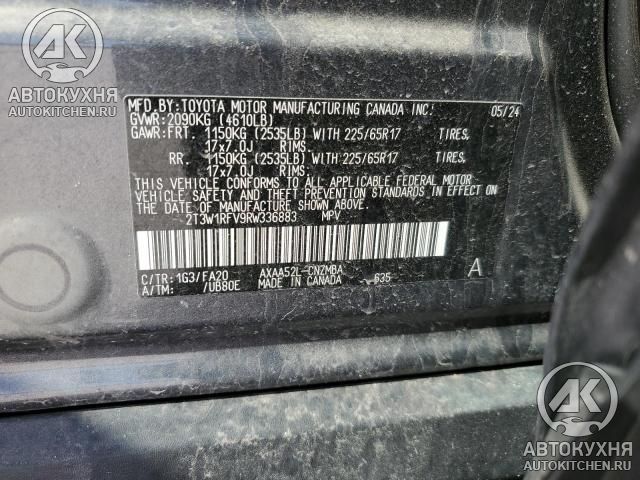 АК
АВТОКУХНЯ
AUTOKITCHEN.RU
MFD.BY:TOYOTA MOTOR MANUFACTURING CANADA INC. 05/24
GVWR:2090KG (4610LB)
GAWR:FRT. 1150KG (2535LB) WITH 225/65R17 TIRES,
17x7.0J RIMS,
RR. 1150KG (2535LB) WITH 225/65R17 TIRES,
17x7.0J RIMS,
THIS VEHICLE CONFORMS TO ALL APPLICABLE FEDERAL MOTOR
VEHICLE SAFETY AND THEFT PREVENTION STANDARDS IN EFFECT
ON THE DATE OF MANUFACTURE SHOWN ABOVE.
2T3W1RFV9RW336883 MPV
C/TR:1G3/FA20 AXAA52L-CNZMBA 635 A
A/TM: /UB80E MADE IN CANADA
АК
АВТОКУХНЯ
AUTOKITCHEN.RU